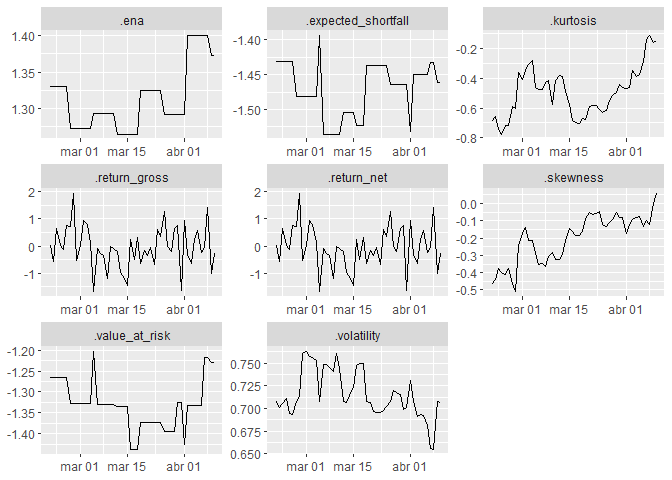 .ena
1.40
1.35
1.30
mar 01 mar 15 abr 01
.expected_shortfall
-1.40
-1.45
-1.50
mar 01 mar 15 abr 01
.kurtosis
-0.2
-0.4
-0.6
-0.8
mar 01 mar 15 abr 01
.return_gross
2
1
0
-1
mar 01 mar 15 abr 01
.return_net
2
1
0
-1
mar 01 mar 15 abr 01
.skewness
0.0
-0.1
-0.2
-0.3
-0.4
-0.5
mar 01 mar 15 abr 01
.value_at_risk
-1.20
-1.25
-1.30
-1.35
-1.40
mar 01 mar 15 abr 01
.volatility
0.750
0.725
0.700
0.675
0.650
mar 01 mar 15 abr 01